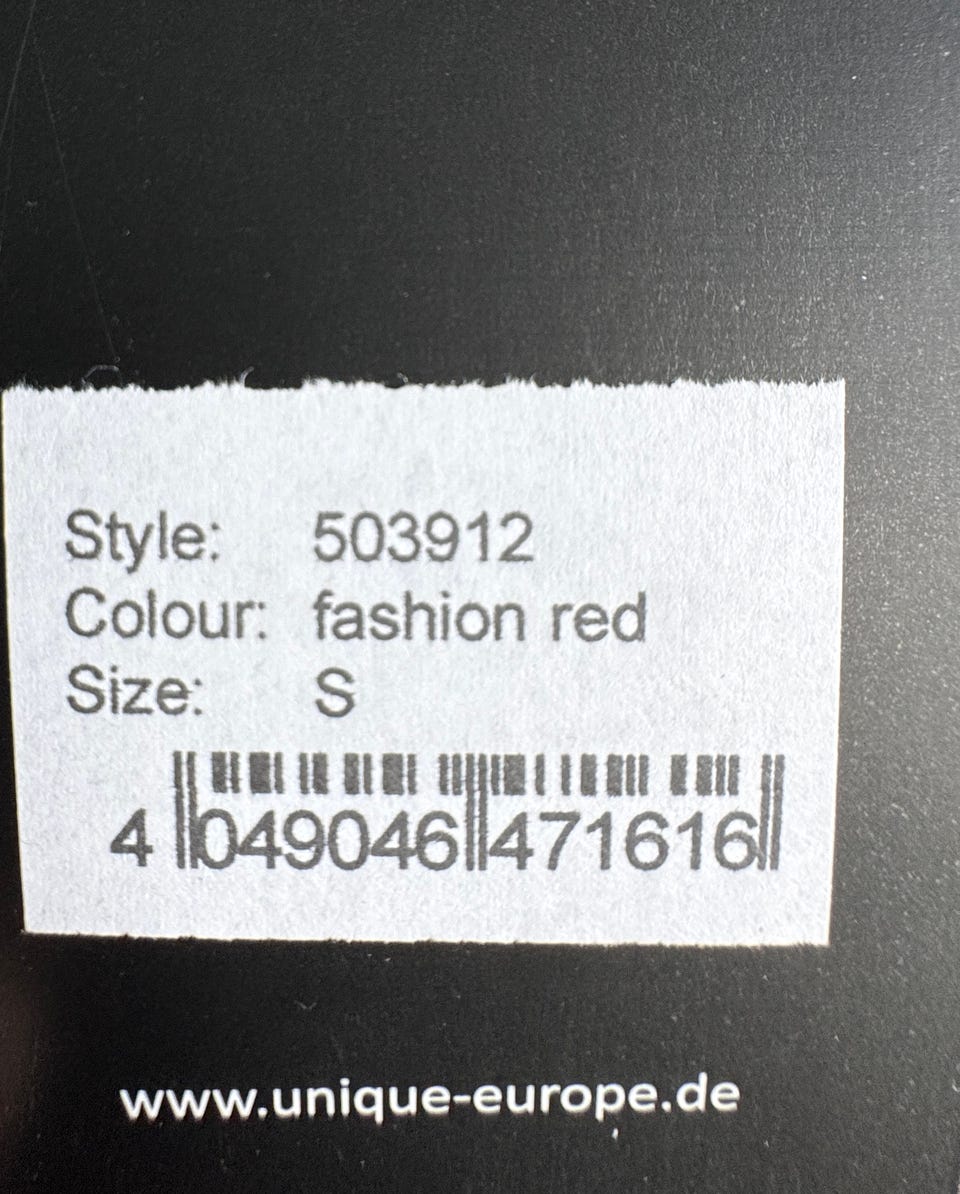 Style: 503912
Colour: fashion red
Size: S
4 049046 471616
www.unique-europe.de